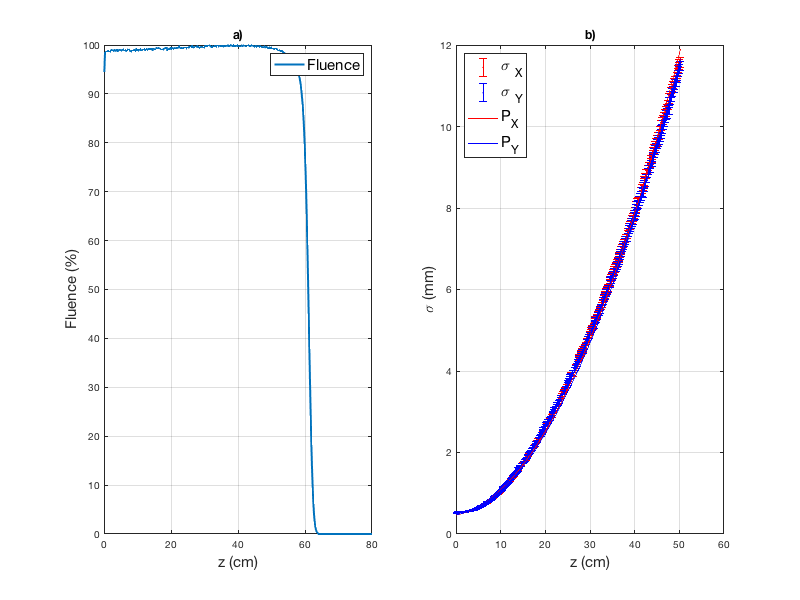 a)
Fluence
100
90
80
70
60
50
40
30
20
10
0
Fluence (%)
0 20 40 60 80
z (cm)
b)
σ X
σ Y
P X
P Y
12
10
8
6
4
2
0
σ (mm)
0 10 20 30 40 50 60
z (cm)